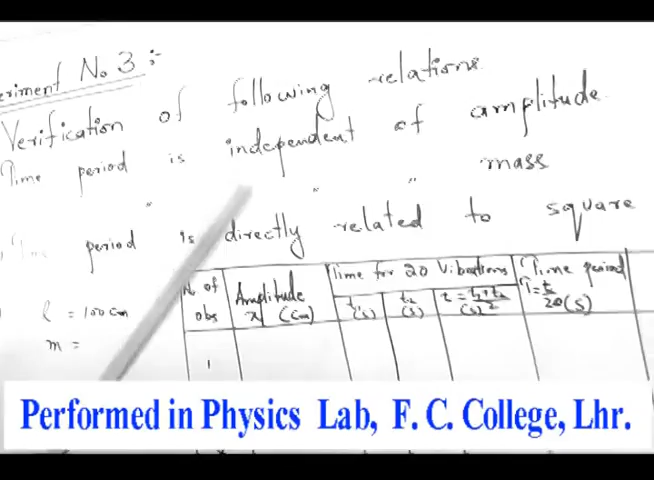 eriment No 3 :-
Verification of following relations.
Time period is independent of amplitude
" " " mass
Time period is directly related to square
l = 100 cm
m =
N. of obs
Amplitude x (cm)
Time for 20 Vibrations
t₁ (s)
t₂ (s)
t = t₁+t₂/2 (s)
Time period
T = t/20 (s)
1
Performed in Physics Lab, F. C. College, Lhr.